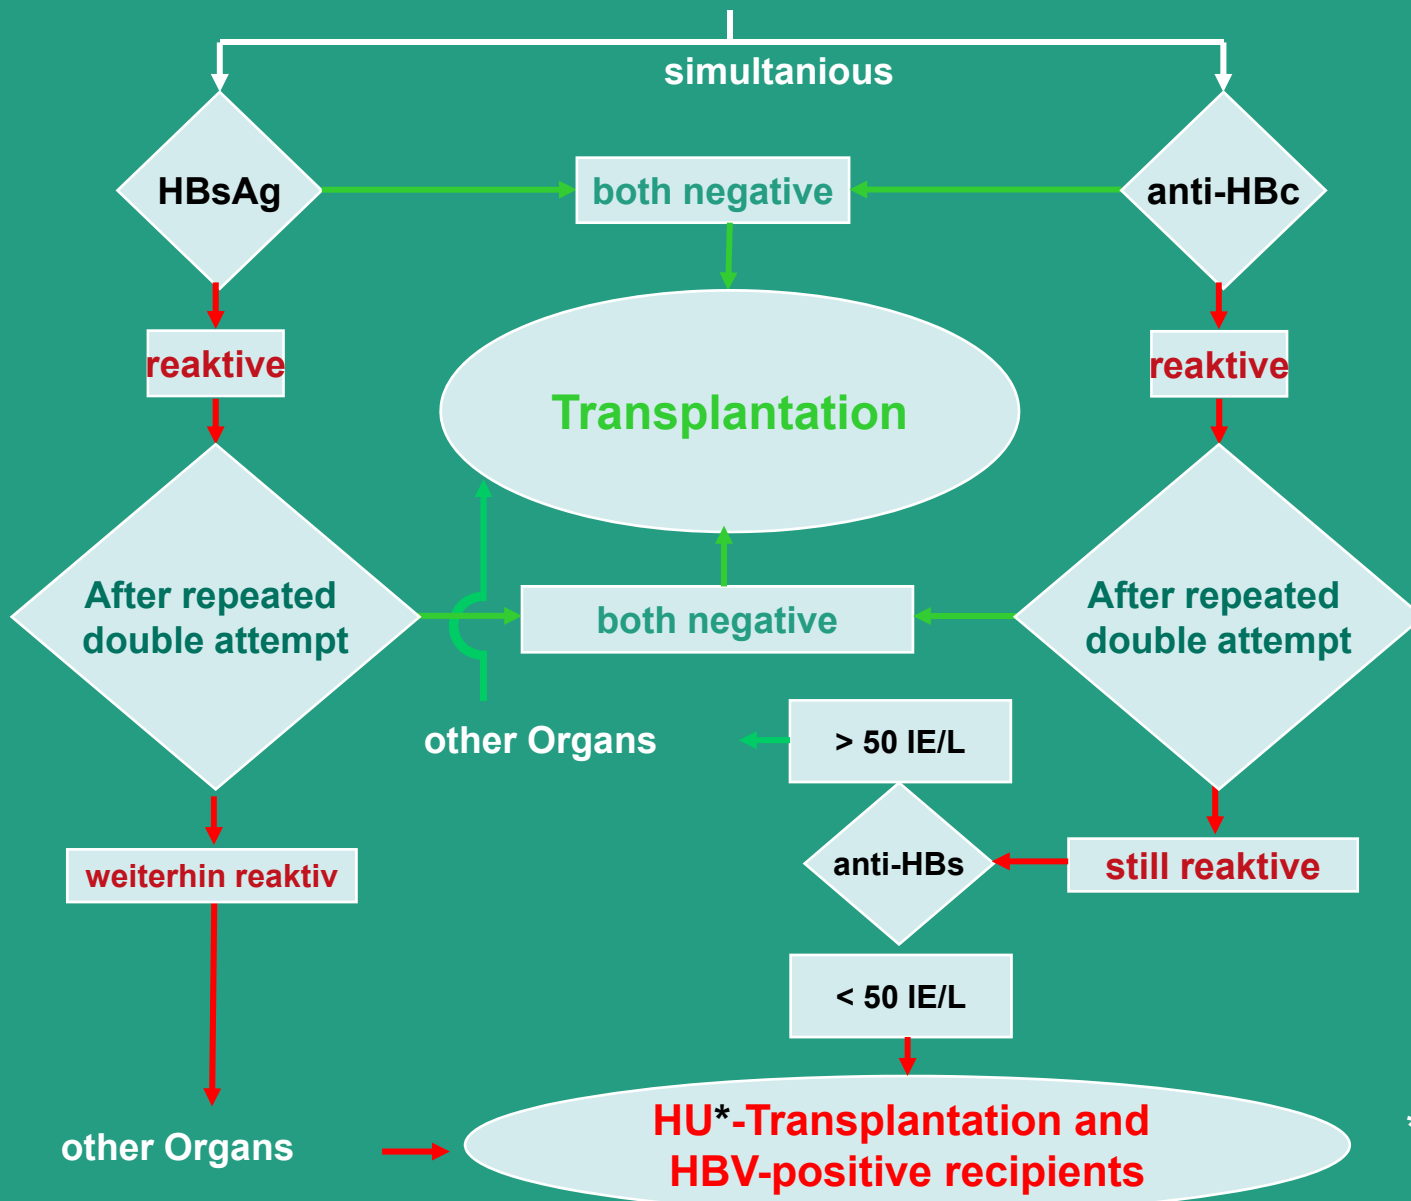 simultanious
HBsAg
both negative
anti-HBc
reaktive
reaktive
Transplantation
After repeated
double attempt
both negative
After repeated
double attempt
other Organs
> 50 IE/L
anti-HBs
still reaktive
weiterhin reaktiv
< 50 IE/L
other Organs
HU*-Transplantation and
HBV-positive recipients
*